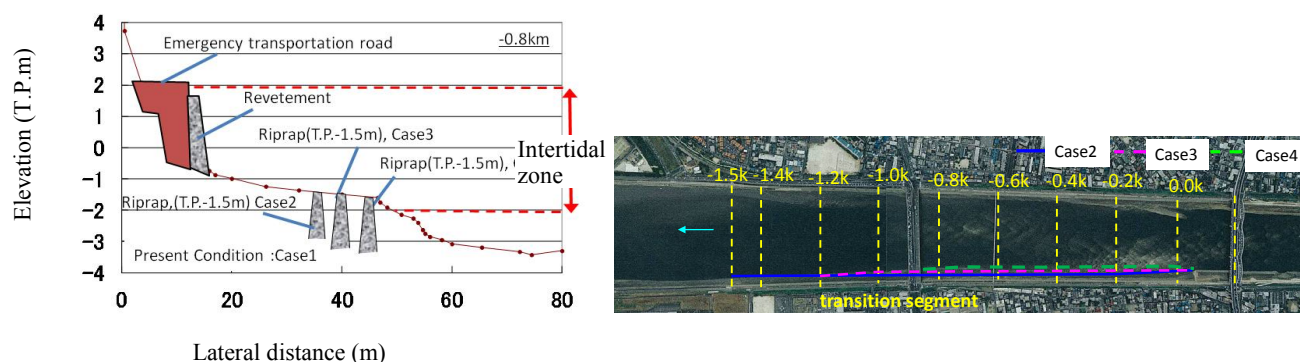 Elevation (T.P.m)
4
3
2
1
0
-1
-2
-3
-4
Emergency transportation road
-0.8km
Revetement
Riprap(T.P.-1.5m), Case3
Riprap(T.P.-1.5m),
Intertidal
zone
Riprap,(T.P.-1.5m) Case2
Present Condition :Case1
0
20
40
60
80
Lateral distance (m)
Case2
Case3
Case4
-1.5k
-1.4k
-1.2k
-1.0k
-0.8k
-0.6k
-0.4k
-0.2k
0.0k
transition segment